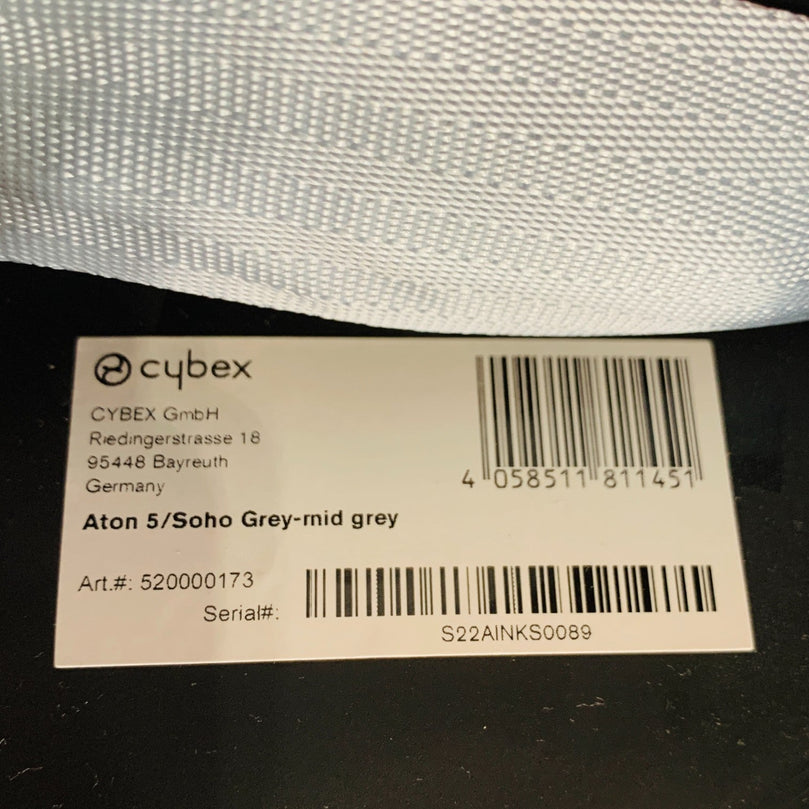 cybex
CYBEX GmbH
Riedingerstrasse 18
95448 Bayreuth
Germany
4 058511 811451
Aton 5/Soho Grey-mid grey
Art.#: 520000173
Serial#:
S22AINKS0089